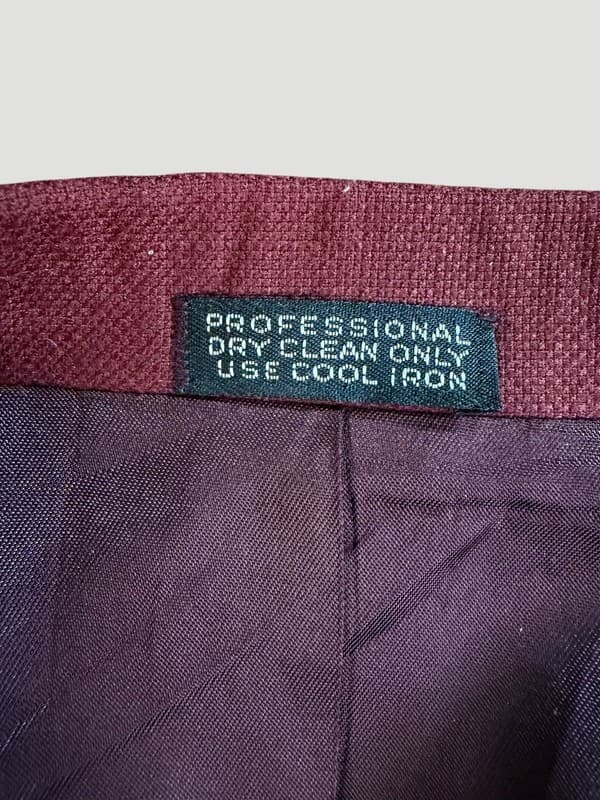 PROFESSIONAL
DRY CLEAN ONLY
USE COOL IRON